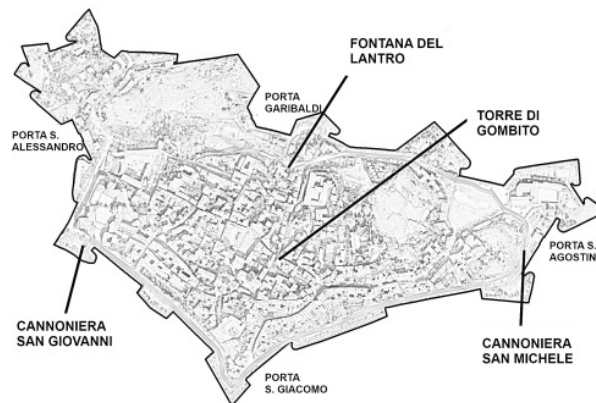 FONTANA DEL
LANTRO
PORTA
GARIBALDI
TORRE DI
GOMBITO
PORTA S.
ALESSANDRO
PORTA S.
AGOSTIN
CANNONIERA
SAN GIOVANNI
CANNONIERA
SAN MICHELE
PORTA
S. GIACOMO